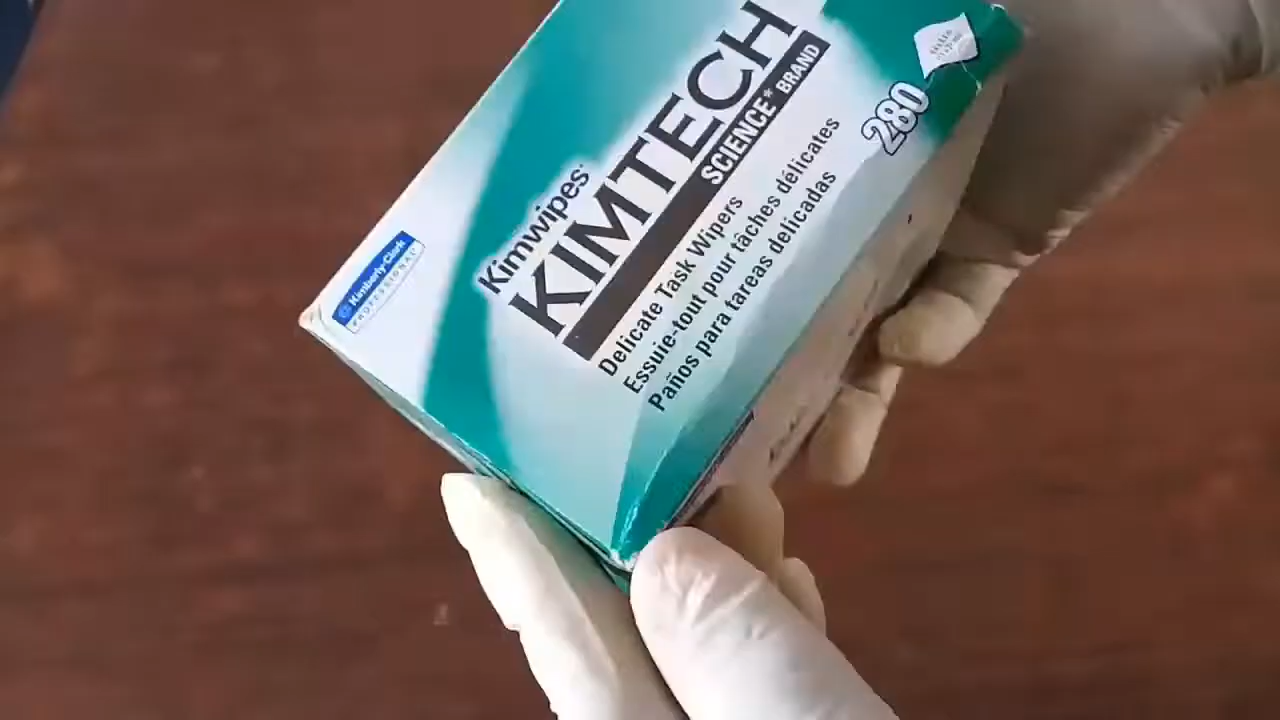 Kimberly-Clark
PROFESSIONAL*
Kimwipes*
KIMTECH
SCIENCE* BRAND
Delicate Task Wipers
Essuie-tout pour tâches délicates
Paños para tareas delicadas
280